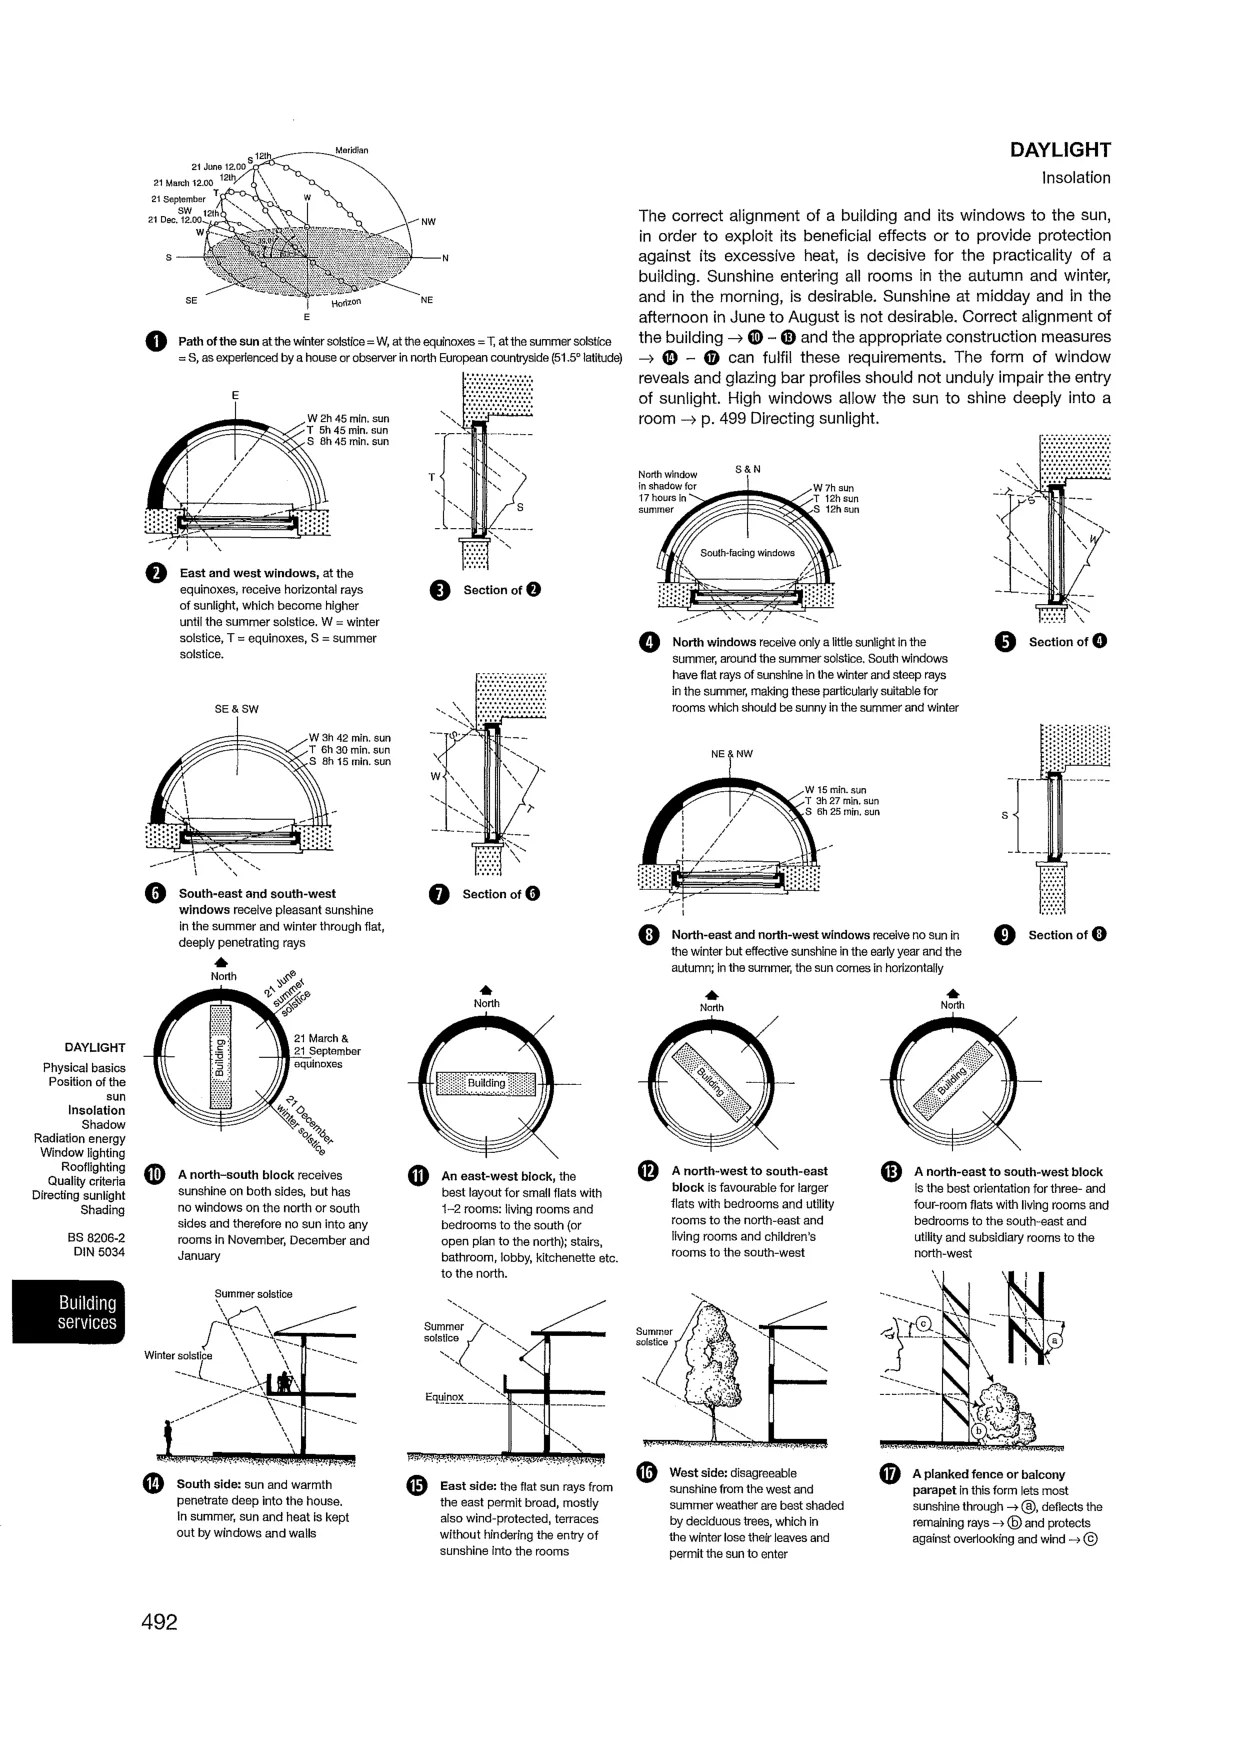 DAYLIGHT
Insolation
The correct alignment of a building and its windows to the sun,
in order to exploit its beneficial effects or to provide protection
against its excessive heat, is decisive for the practicality of a
building. Sunshine entering all rooms in the autumn and winter,
and in the morning, is desirable. Sunshine at midday and in the
afternoon in June to August is not desirable. Correct alignment of
the building → ❿ – ⓭ and the appropriate construction measures
→ ⓮ – ⓱ can fulfil these requirements. The form of window
reveals and glazing bar profiles should not unduly impair the entry
of sunlight. High windows allow the sun to shine deeply into a
room → p. 499 Directing sunlight.
Meridian
12th
S
21 June 12.00
12th
21 March 12.00
T
21 September
SW
12th
21 Dec. 12.00
W
W
NW
S
N
SE
NE
Horizon
E
❶ Path of the sun at the winter solstice = W, at the equinoxes = T, at the summer solstice
= S, as experienced by a house or observer in north European countryside (51.5° latitude)
E
W 2h 45 min. sun
T 5h 45 min. sun
S 8h 45 min. sun
❷ East and west windows, at the
equinoxes, receive horizontal rays
of sunlight, which become higher
until the summer solstice. W = winter
solstice, T = equinoxes, S = summer
solstice.
T
S
❸ Section of ❷
North window
in shadow for
17 hours in
summer
S & N
W 7h sun
T 12h sun
S 12h sun
South-facing windows
❹ North windows receive only a little sunlight in the
summer, around the summer solstice. South windows
have flat rays of sunshine in the winter and steep rays
in the summer, making these particularly suitable for
rooms which should be sunny in the summer and winter
S
W
❺ Section of ❹
SE & SW
W 3h 42 min. sun
T 6h 30 min. sun
S 8h 15 min. sun
❻ South-east and south-west
windows receive pleasant sunshine
in the summer and winter through flat,
deeply penetrating rays
S
W
T
❼ Section of ❻
NE & NW
W 15 min. sun
T 3h 27 min. sun
S 6h 25 min. sun
❽ North-east and north-west windows receive no sun in
the winter but effective sunshine in the early year and the
autumn; in the summer, the sun comes in horizontally
S
❾ Section of ❽
DAYLIGHT
Physical basics
Position of the
sun
Insolation
Shadow
Radiation energy
Window lighting
Rooflighting
Quality criteria
Directing sunlight
Shading
BS 8206-2
DIN 5034
Building
services
North
21 June
summer
solstice
Building
21 March &
21 September
equinoxes
21 December
winter solstice
❿ A north–south block receives
sunshine on both sides, but has
no windows on the north or south
sides and therefore no sun into any
rooms in November, December and
January
North
Building
⓫ An east-west block, the
best layout for small flats with
1–2 rooms: living rooms and
bedrooms to the south (or
open plan to the north); stairs,
bathroom, lobby, kitchenette etc.
to the north.
North
Building
⓬ A north-west to south-east
block is favourable for larger
flats with bedrooms and utility
rooms to the north-east and
living rooms and children's
rooms to the south-west
North
Building
⓭ A north-east to south-west block
is the best orientation for three- and
four-room flats with living rooms and
bedrooms to the south-east and
utility and subsidiary rooms to the
north-west
Summer solstice
Winter solstice
⓮ South side: sun and warmth
penetrate deep into the house.
In summer, sun and heat is kept
out by windows and walls
Summer
solstice
Equinox
⓯ East side: the flat sun rays from
the east permit broad, mostly
also wind-protected, terraces
without hindering the entry of
sunshine into the rooms
Summer
solstice
⓰ West side: disagreeable
sunshine from the west and
summer weather are best shaded
by deciduous trees, which in
the winter lose their leaves and
permit the sun to enter
c
a
b
⓱ A planked fence or balcony
parapet in this form lets most
sunshine through → ⓐ, deflects the
remaining rays → ⓑ and protects
against overlooking and wind → ⓒ
492